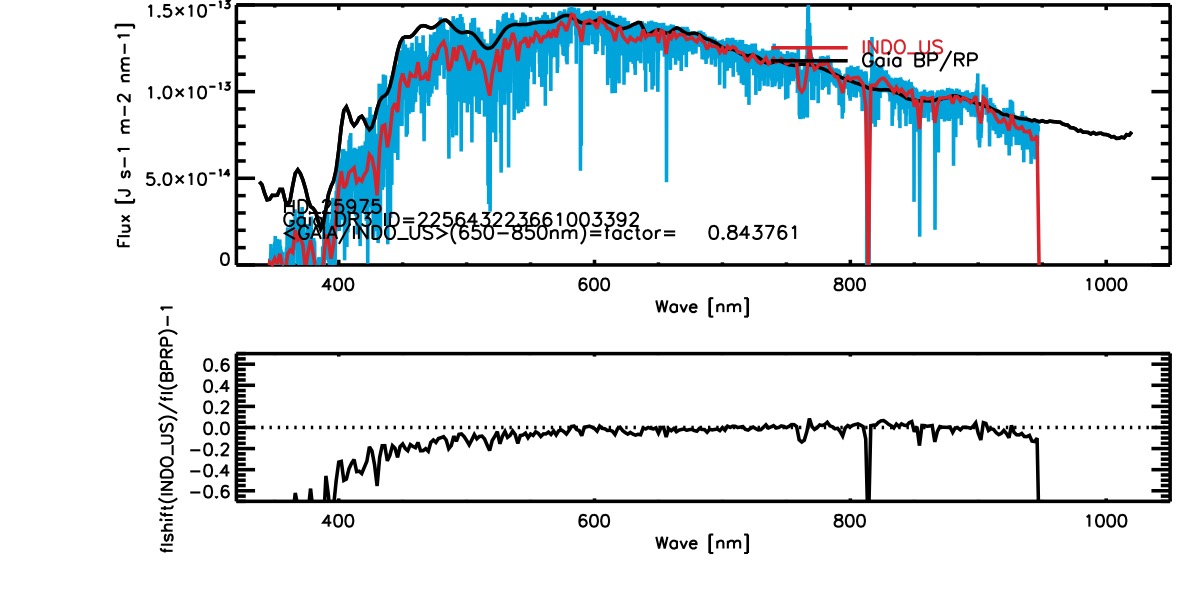 1.5×10−13
INDO_US
Gaia BP/RP
1.0×10−13
5.0×10−14
0
Flux [J s−1 m−2 nm−1]
HD 25975
Gaia DR3 ID=2256432223661003392
<GAIA/INDO_US>(650−850nm)=factor= 0.843761
400 600 800 1000
Wave [nm]
flshift(INDO_US)/fl(BPRP)−1
0.6
0.4
0.2
0.0
−0.2
−0.4
−0.6
400 600 800 1000
Wave [nm]